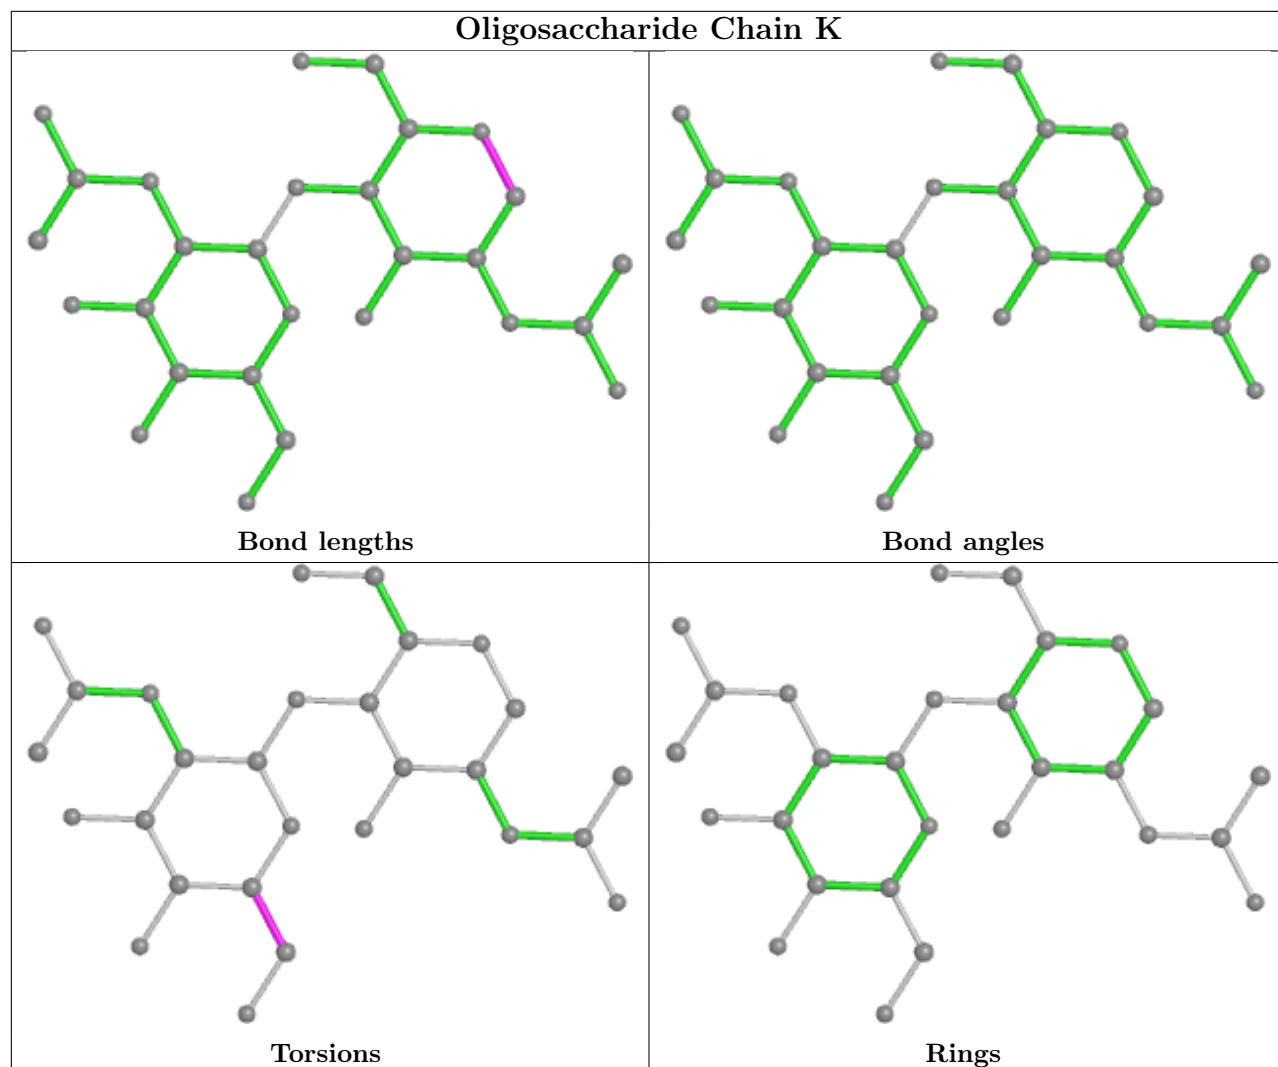 Oligosaccharide Chain K
Bond lengths
Bond angles
Torsions
Rings